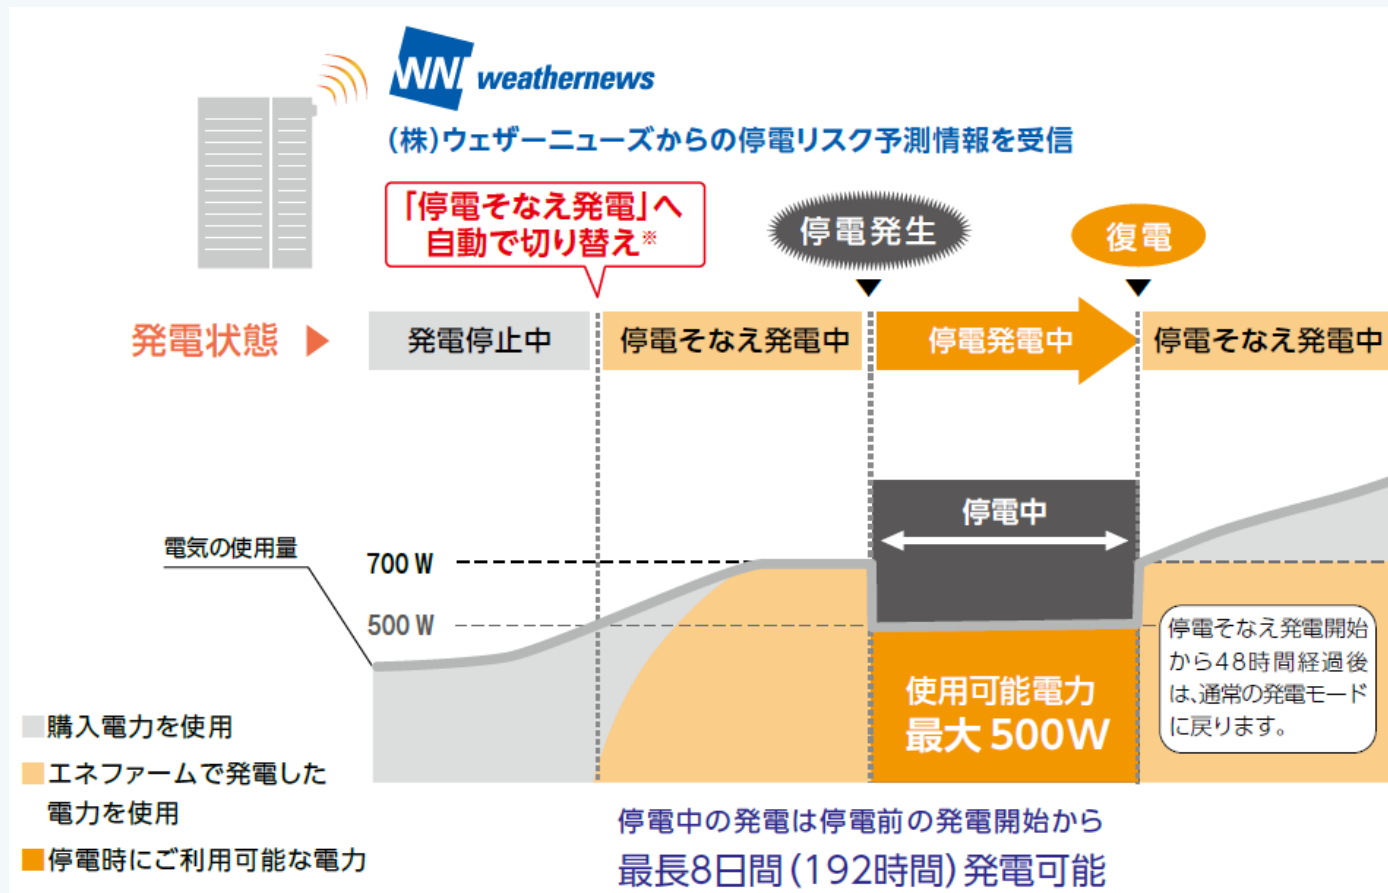 WNI weathernews
(株)ウェザーニューズからの停電リスク予測情報を受信
「停電そなえ発電」へ
自動で切り替え※
停電発生
復電
発電状態 ▶
発電停止中
停電そなえ発電中
停電発電中
停電そなえ発電中
停電中
電気の使用量
700 W
500 W
使用可能電力
最大 500W
停電そなえ発電開始
から48時間経過後
は、通常の発電モード
に戻ります。
購入電力を使用
エネファームで発電した
電力を使用
停電時にご利用可能な電力
停電中の発電は停電前の発電開始から
最長8日間(192時間)発電可能